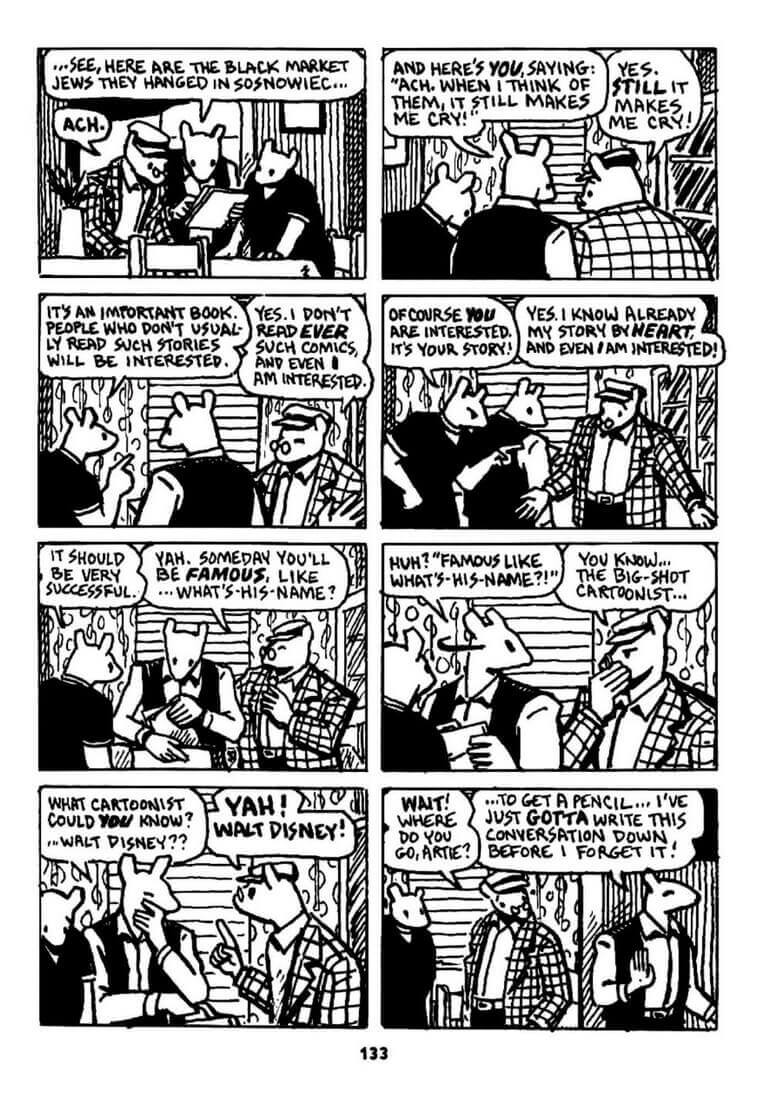 ...SEE, HERE ARE THE BLACK MARKET
JEWS THEY HANGED IN SOSNOWIEC...
ACH.
AND HERE'S YOU, SAYING:
"ACH. WHEN I THINK OF
THEM, IT STILL MAKES
ME CRY!"
YES.
STILL IT
MAKES
ME CRY!
IT'S AN IMPORTANT BOOK.
PEOPLE WHO DON'T USUAL-
LY READ SUCH STORIES
WILL BE INTERESTED.
YES. I DON'T
READ EVER
SUCH COMICS,
AND EVEN I
AM INTERESTED.
OF COURSE YOU
ARE INTERESTED.
IT'S YOUR STORY!
YES. I KNOW ALREADY
MY STORY BY HEART,
AND EVEN I AM INTERESTED!
IT SHOULD
BE VERY
SUCCESSFUL.
YAH. SOMEDAY YOU'LL
BE FAMOUS, LIKE
...WHAT'S-HIS-NAME?
HUH? "FAMOUS LIKE
WHAT'S-HIS-NAME?!"
YOU KNOW...
THE BIG-SHOT
CARTOONIST...
WHAT CARTOONIST
COULD YOU KNOW?
...WALT DISNEY??
YAH!
WALT DISNEY!
WAIT!
WHERE
DO YOU
GO, ARTIE?
...TO GET A PENCIL... I'VE
JUST GOTTA WRITE THIS
CONVERSATION DOWN
BEFORE I FORGET IT!
133